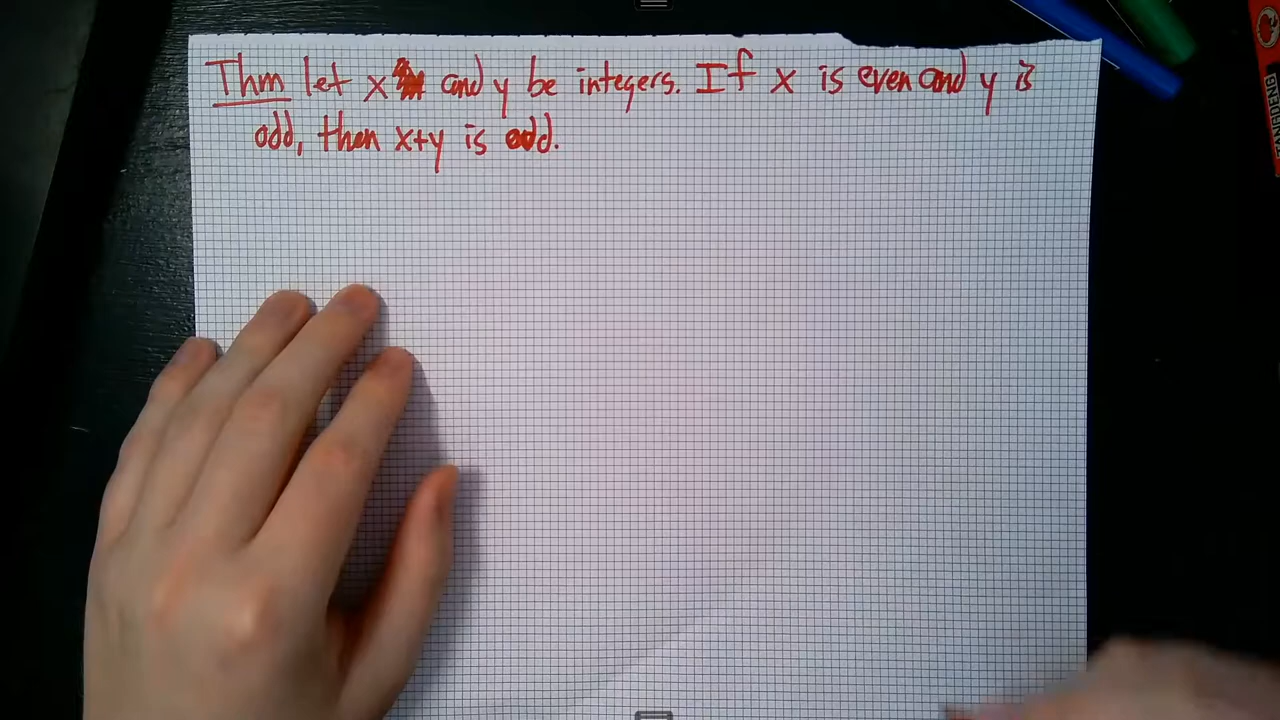 Thm let x and y be integers. If x is even and y is
odd, then x+y is odd.